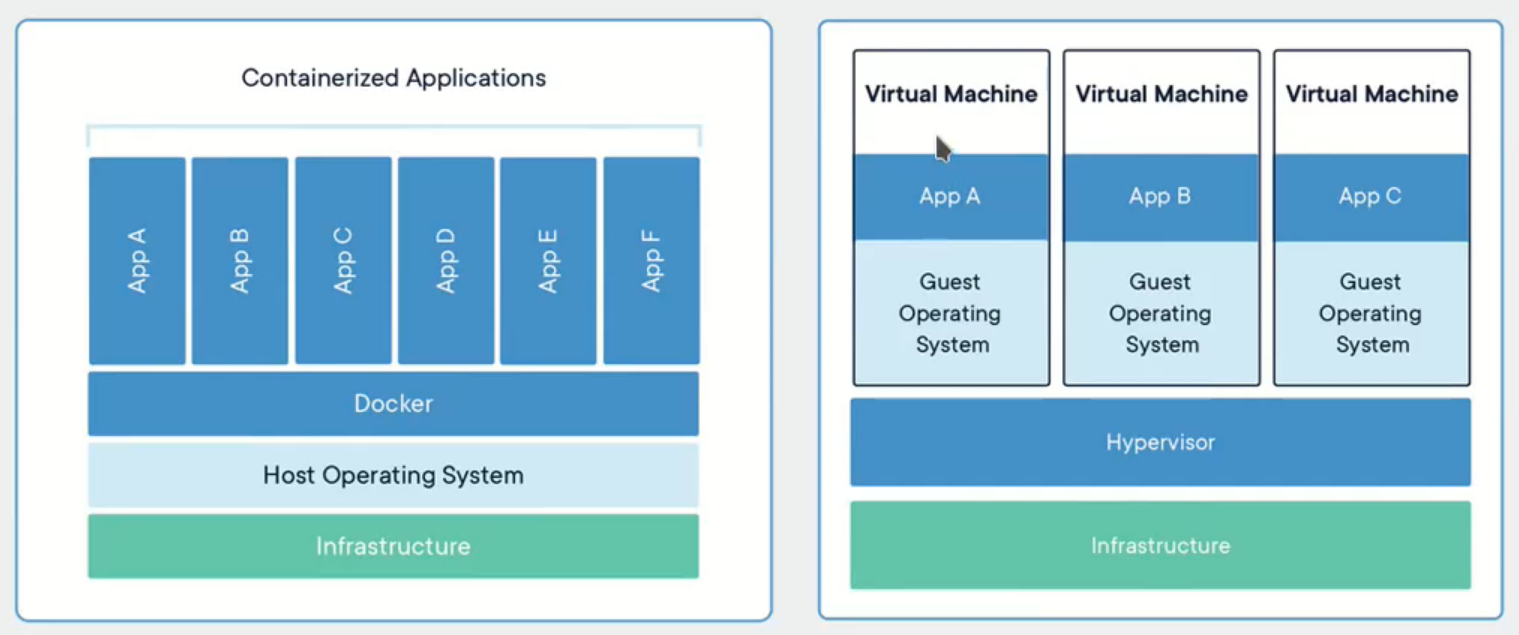 Containerized Applications
App A
App B
App C
App D
App E
App F
Docker
Host Operating System
Infrastructure
Virtual Machine
App A
Guest
Operating
System
Virtual Machine
App B
Guest
Operating
System
Virtual Machine
App C
Guest
Operating
System
Hypervisor
Infrastructure